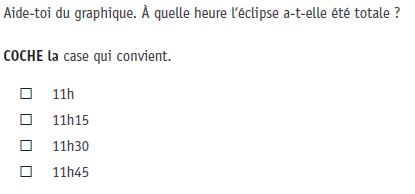 Aide-toi du graphique. À quelle heure l'éclipse a-t-elle été totale ?
COCHE la case qui convient.
☐ 11h
☐ 11h15
☐ 11h30
☐ 11h45